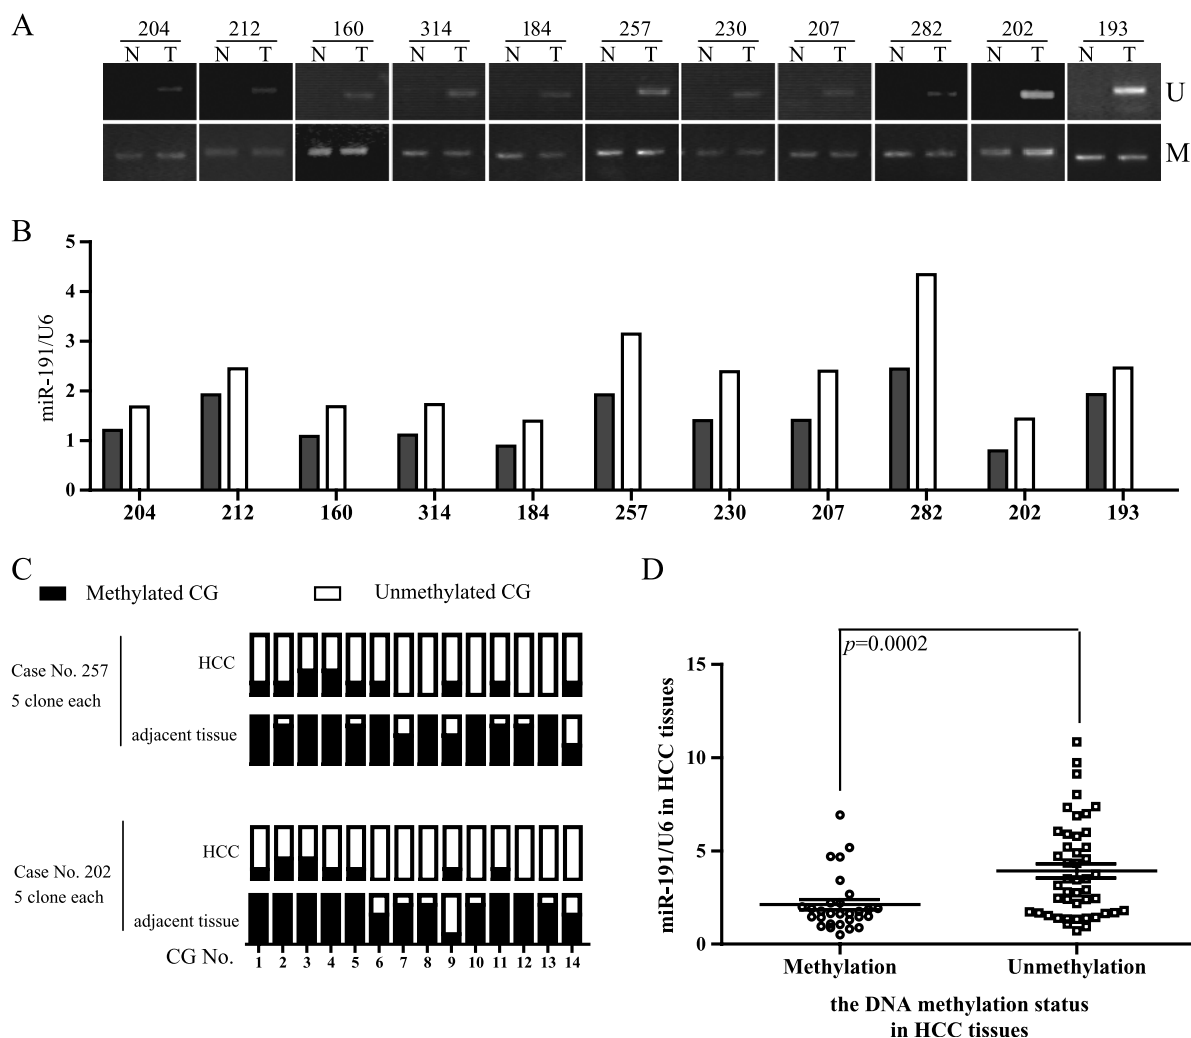 A
204 212 160 314 184 257 230 207 282 202 193
N T N T N T N T N T N T N T N T N T N T N T
U
M
B
miR-191/U6
5
4
3
2
1
0
204 212 160 314 184 257 230 207 282 202 193
C
Methylated CG Unmethylated CG
Case No. 257
5 clone each
HCC
adjacent tissue
Case No. 202
5 clone each
HCC
adjacent tissue
CG No. 1 2 3 4 5 6 7 8 9 10 11 12 13 14
D
p=0.0002
miR-191/U6 in HCC tissues
15
10
5
0
Methylation Unmethylation
the DNA methylation status
in HCC tissues